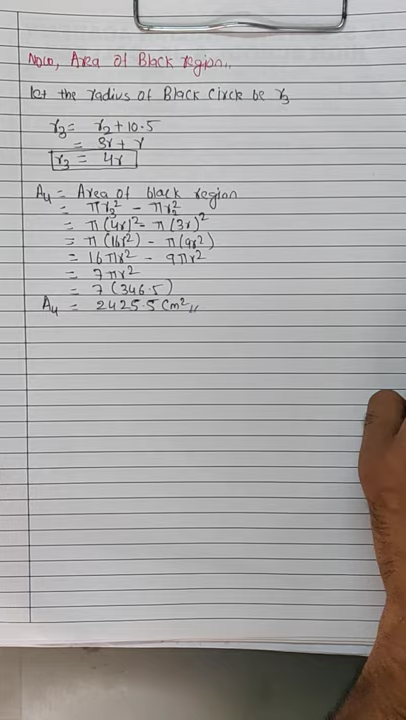 Now, Area of Black region,,
let the radius of Black Circle be r₃
r₃ = r₂ + 10.5
= 3r + r
r₃ = 4r
A₄ = Area of black region
= πr₃² - πr₂²
= π(4r)² - π(3r)²
= π(16r²) - π(9r²)
= 16πr² - 9πr²
= 7πr²
= 7(346.5)
A₄ = 2425.5 Cm²,,